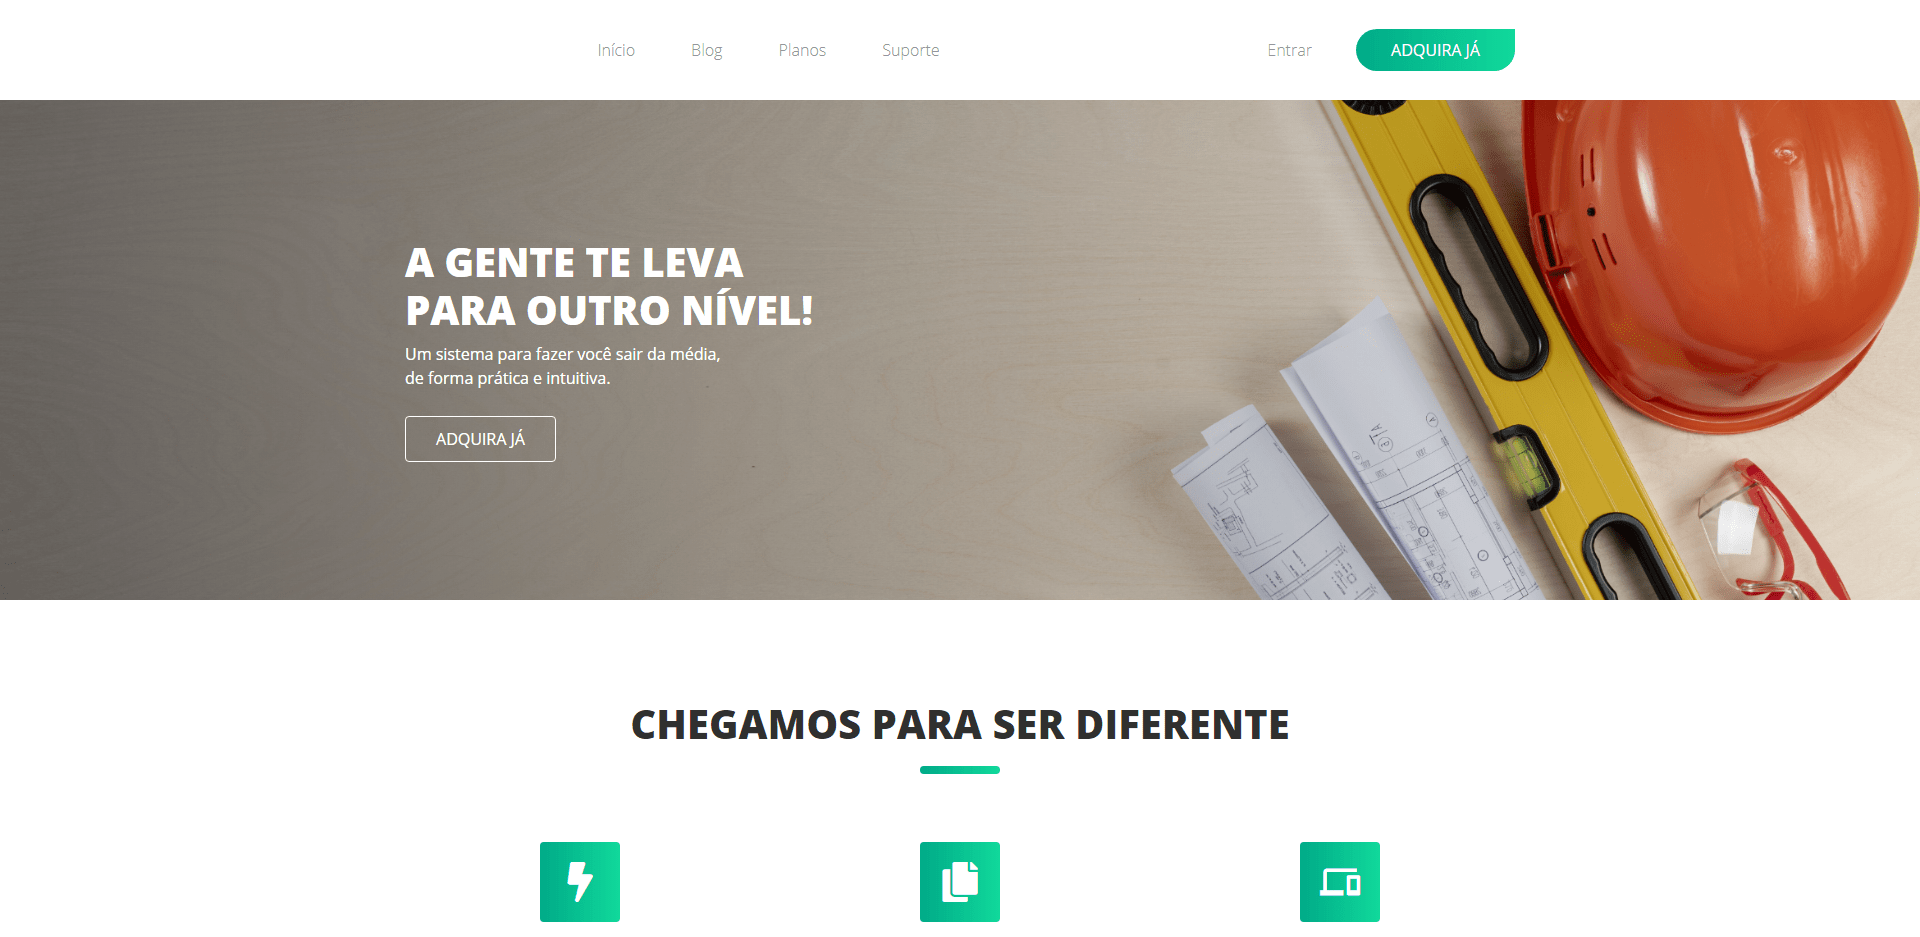 Início
Blog
Planos
Suporte
Entrar
ADQUIRA JÁ
A GENTE TE LEVA
PARA OUTRO NÍVEL!
Um sistema para fazer você sair da média,
de forma prática e intuitiva.
ADQUIRA JÁ
CHEGAMOS PARA SER DIFERENTE